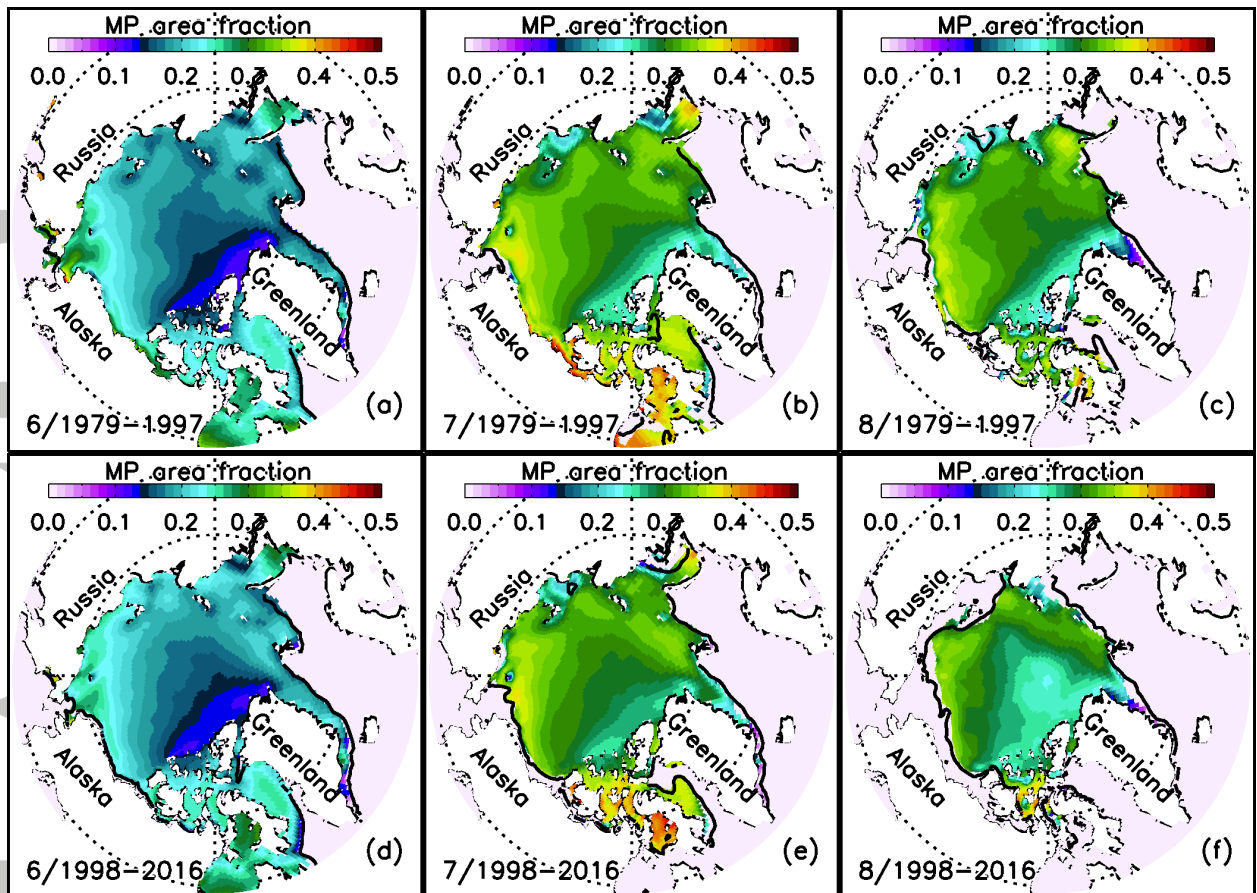 MP area fraction
0.0 0.1 0.2 0.3 0.4 0.5
Russia
Greenland
Alaska
(a)
6/1979-1997
MP area fraction
0.0 0.1 0.2 0.3 0.4 0.5
Russia
Greenland
Alaska
(b)
7/1979-1997
MP area fraction
0.0 0.1 0.2 0.3 0.4 0.5
Russia
Greenland
Alaska
(c)
8/1979-1997
MP area fraction
0.0 0.1 0.2 0.3 0.4 0.5
Russia
Greenland
Alaska
(d)
6/1998-2016
MP area fraction
0.0 0.1 0.2 0.3 0.4 0.5
Russia
Greenland
Alaska
(e)
7/1998-2016
MP area fraction
0.0 0.1 0.2 0.3 0.4 0.5
Russia
Greenland
Alaska
(f)
8/1998-2016